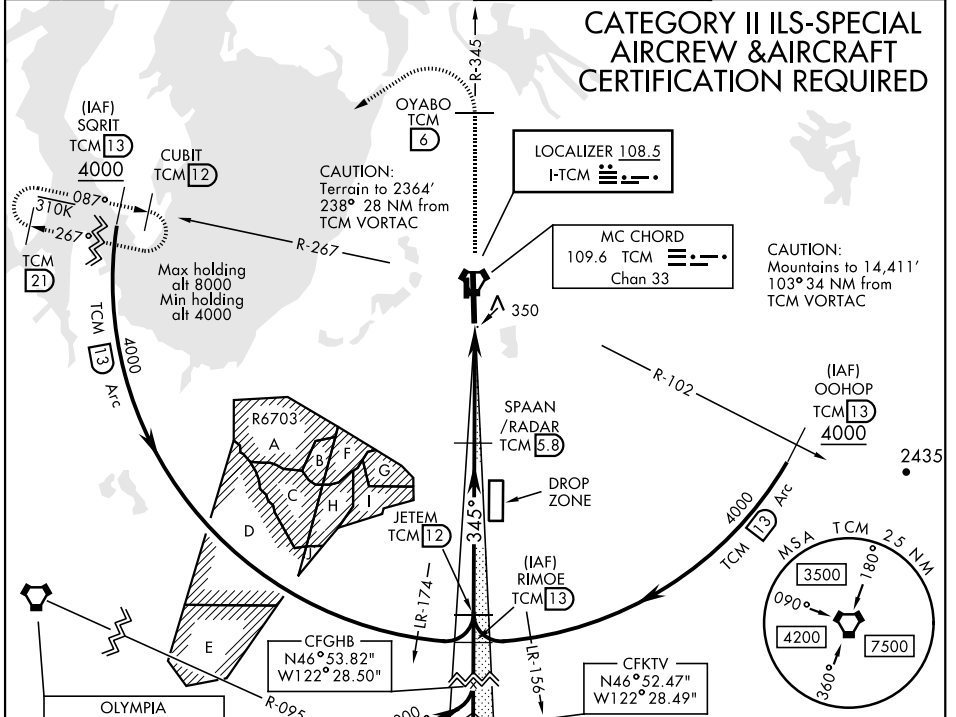 CATEGORY II ILS-SPECIAL
AIRCREW &AIRCRAFT
CERTIFICATION REQUIRED
R-345
OYABO
TCM
6
(IAF)
SQRIT
TCM 13
4000
CUBIT
TCM 12
087°
310K
267°
TCM
21
Max holding
alt 8000
Min holding
alt 4000
CAUTION:
Terrain to 2364'
238° 28 NM from
TCM VORTAC
R-267
LOCALIZER 108.5
I-TCM
MC CHORD
109.6 TCM
Chan 33
CAUTION:
Mountains to 14,411'
103° 34 NM from
TCM VORTAC
350
TCM 13 Arc
4000
R-102
(IAF)
OOHOP
TCM 13
4000
2435
R6703
A
B
F
G
C
H
I
D
J
E
SPAAN
/RADAR
TCM 5.8
DROP
ZONE
345°
JETEM
TCM 12
(IAF)
RIMOE
TCM 13
4000
TCM 13 Arc
LR-174
LR-156
MSA TCM 25 NM
3500
180°
090°
4200
7500
360°
CFGHB
N46°53.82"
W122°28.50"
CFKTV
N46°52.47"
W122°28.49"
OLYMPIA
R-095